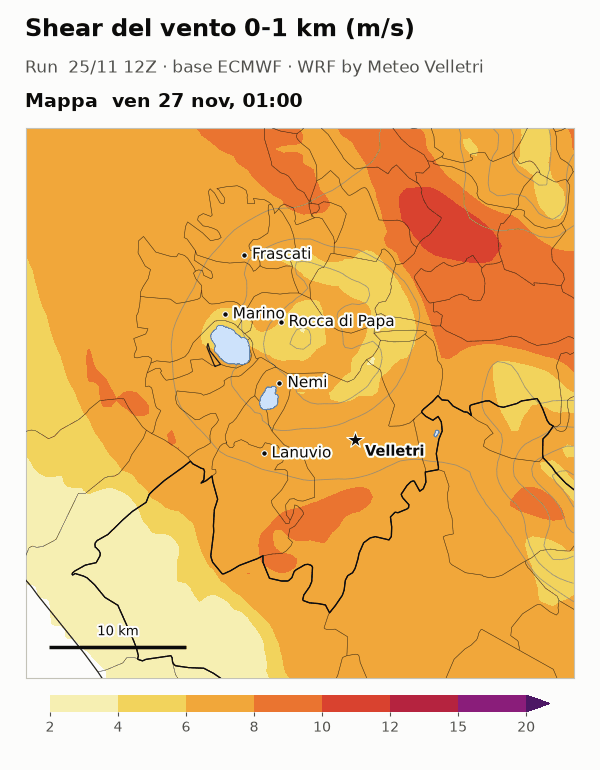 Shear del vento 0-1 km (m/s)
Run  25/11 12Z · base ECMWF · WRF by Meteo Velletri
Mappa  ven 27 nov, 01:00
Frascati
Marino
Rocca di Papa
Nemi
Velletri
Lanuvio
10 km
2 4 6 8 10 12 15 20